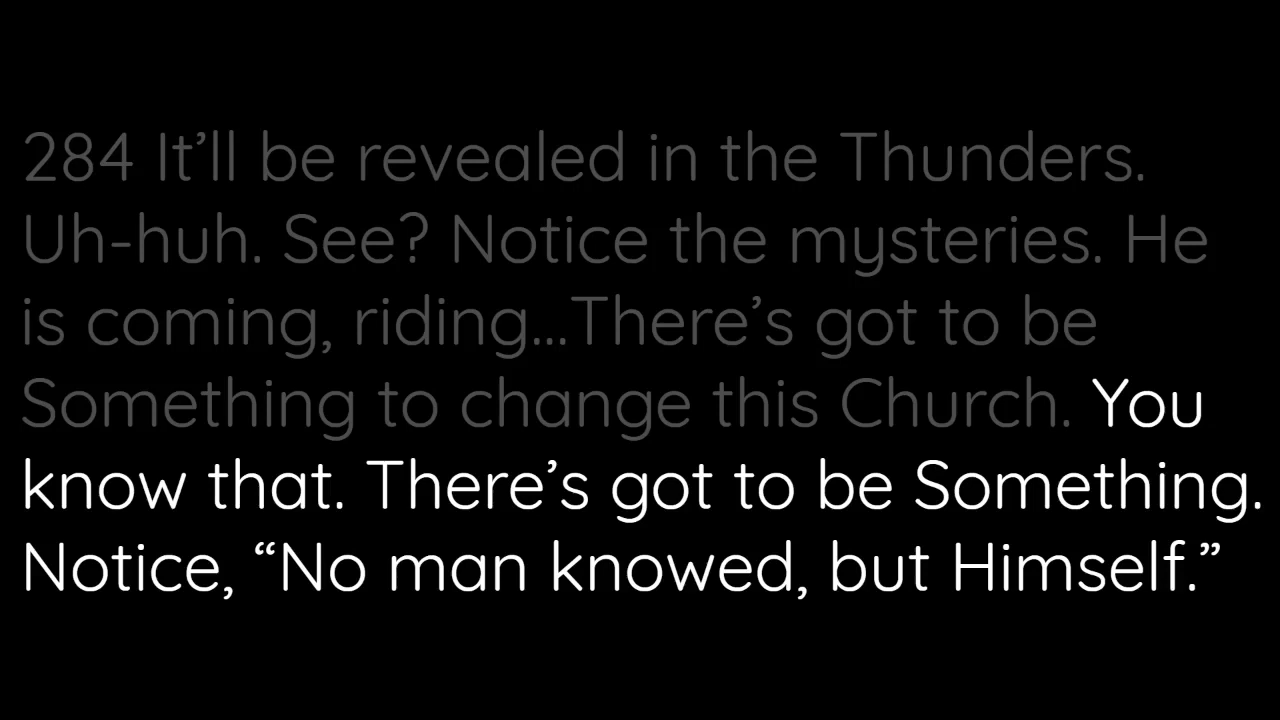 284 It’ll be revealed in the Thunders.
Uh-huh. See? Notice the mysteries. He
is coming, riding...There’s got to be
Something to change this Church. You
know that. There’s got to be Something.
Notice, “No man knowed, but Himself.”